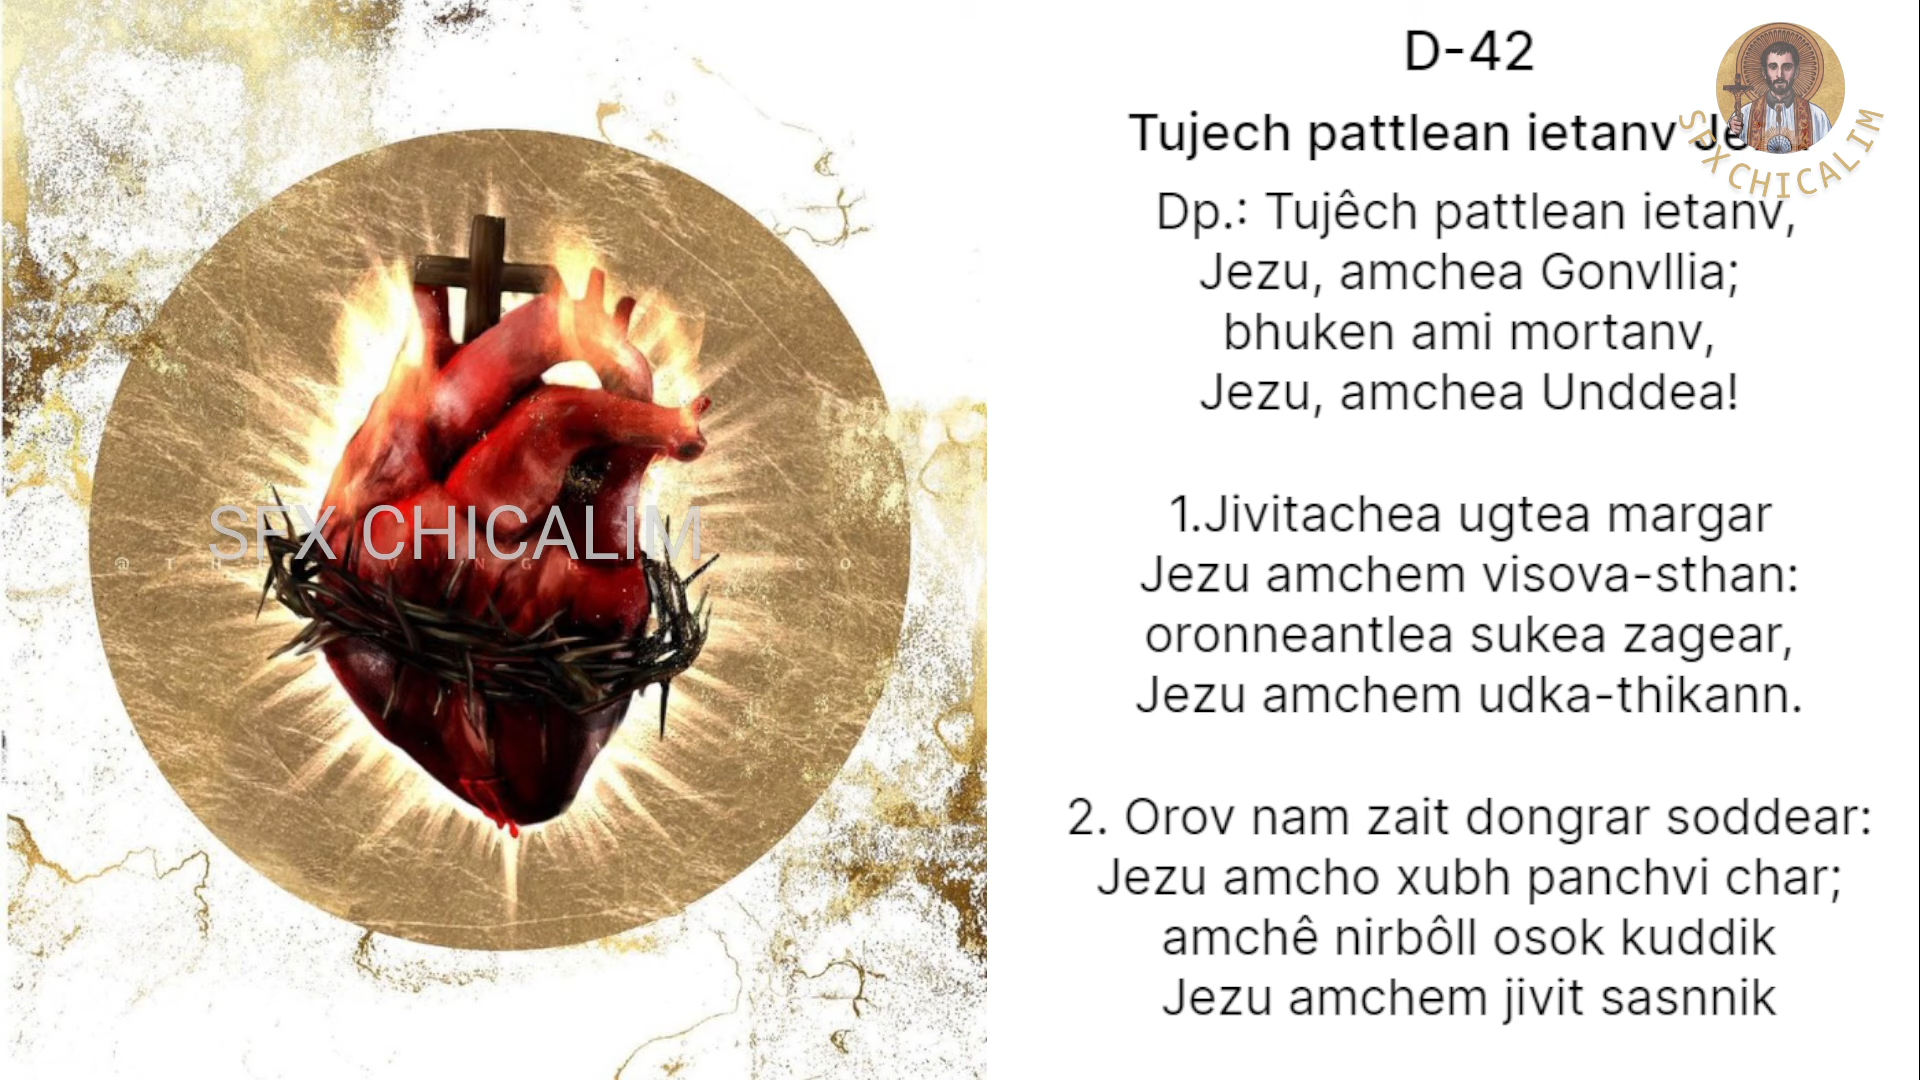 D-42
Tujech pattlean ietanv
Dp.: Tujêch pattlean ietanv,
Jezu, amchea Gonvllia;
bhuken ami mortanv,
Jezu, amchea Unddea!
1.Jivitachea ugtea margar
Jezu amchem visova-sthan:
oronneantlea sukea zagear,
Jezu amchem udka-thikann.
2. Orov nam zait dongrar soddear:
Jezu amcho xubh panchvi char;
amchê nirbôll osok kuddik
Jezu amchem jivit sasnnik
SFX CHICALIM
SFX CHICALIM